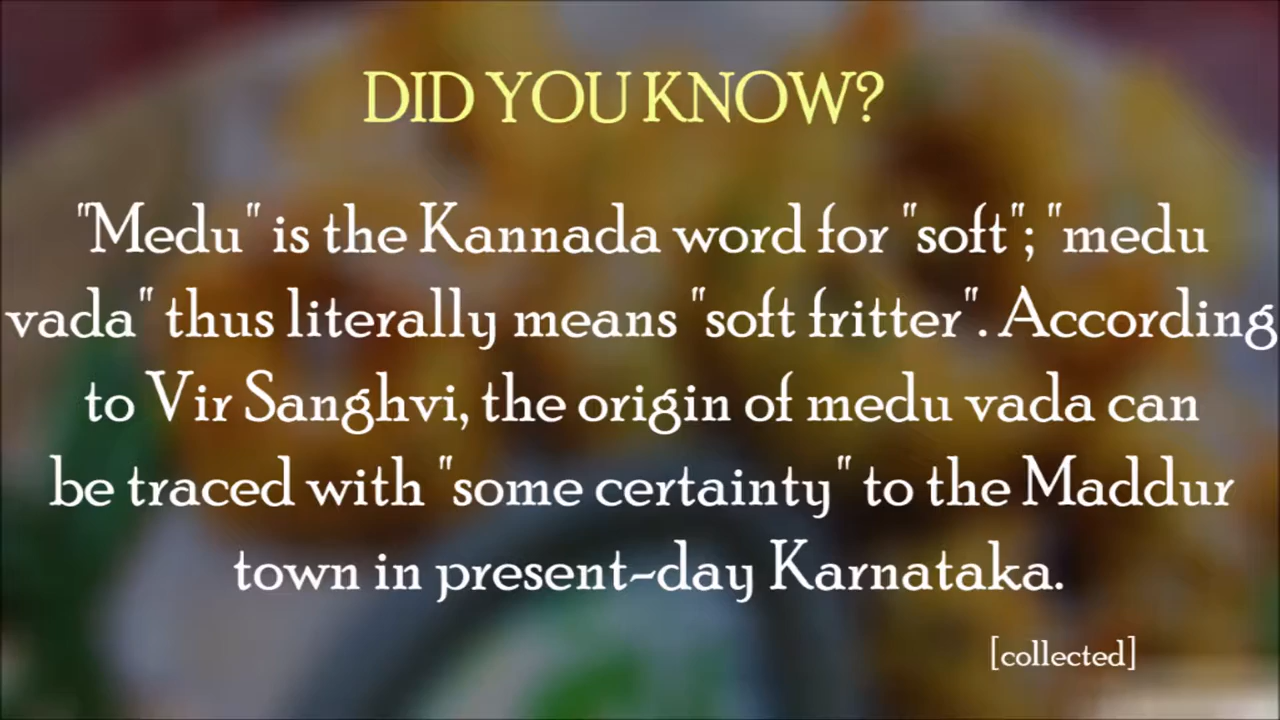 DID YOU KNOW?
"Medu" is the Kannada word for "soft"; "medu
vada" thus literally means "soft fritter". According
to Vir Sanghvi, the origin of medu vada can
be traced with "some certainty" to the Maddur
town in present-day Karnataka.
[collected]